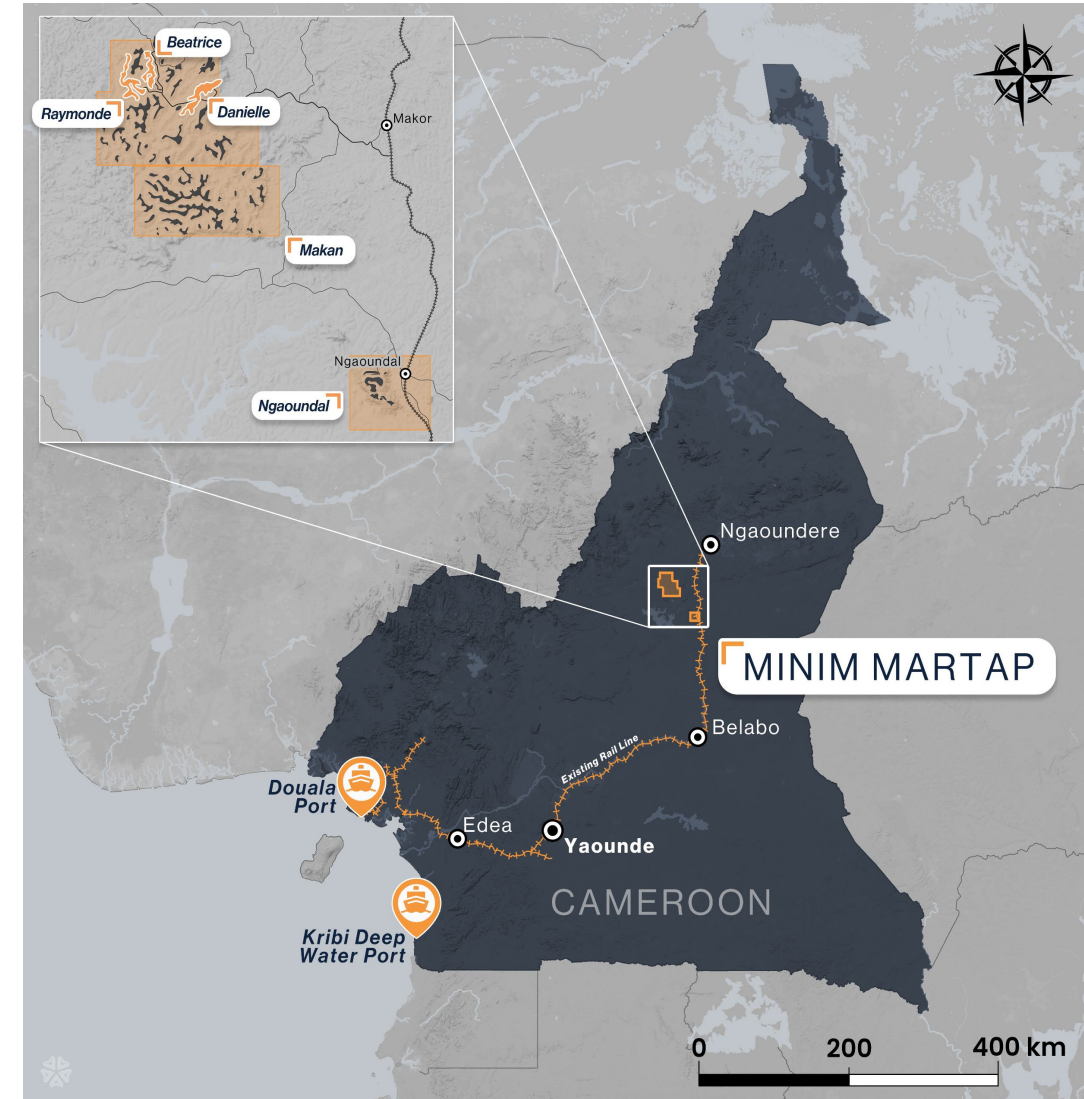 Beatrice
Raymonde
Danielle
Makor
Makan
Ngaoundal
Ngaoundal
Ngaoundere
MINIM MARTAP
Belabo
Existing Rail Line
Douala
Port
Edea
Yaounde
CAMEROON
Kribi Deep
Water Port
0 200 400 km